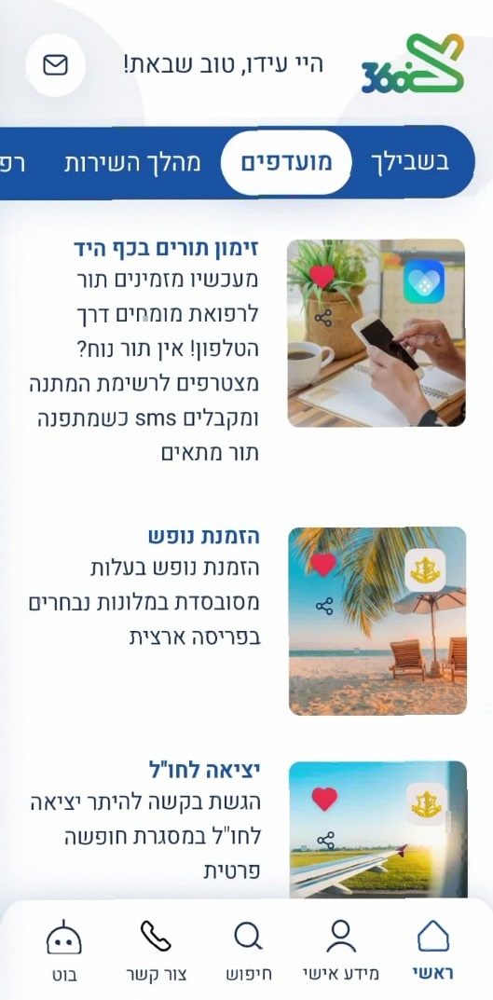 היי עידו, טוב שבאת!
360
בשבילך
מועדפים
מהלך השירות
רפ
זימון תורים בכף היד
מעכשיו מזמינים תור
לרפואת מומחים דרך
הטלפון! אין תור נוח?
מצטרפים לרשימת המתנה
ומקבלים sms כשמתפנה
תור מתאים
הזמנת נופש
הזמנת נופש בעלות
מסובסדת במלונות נבחרים
בפריסה ארצית
יציאה לחו"ל
הגשת בקשה להיתר יציאה
לחו"ל במסגרת חופשה
פרטית
ראשי
מידע אישי
חיפוש
צור קשר
בוט